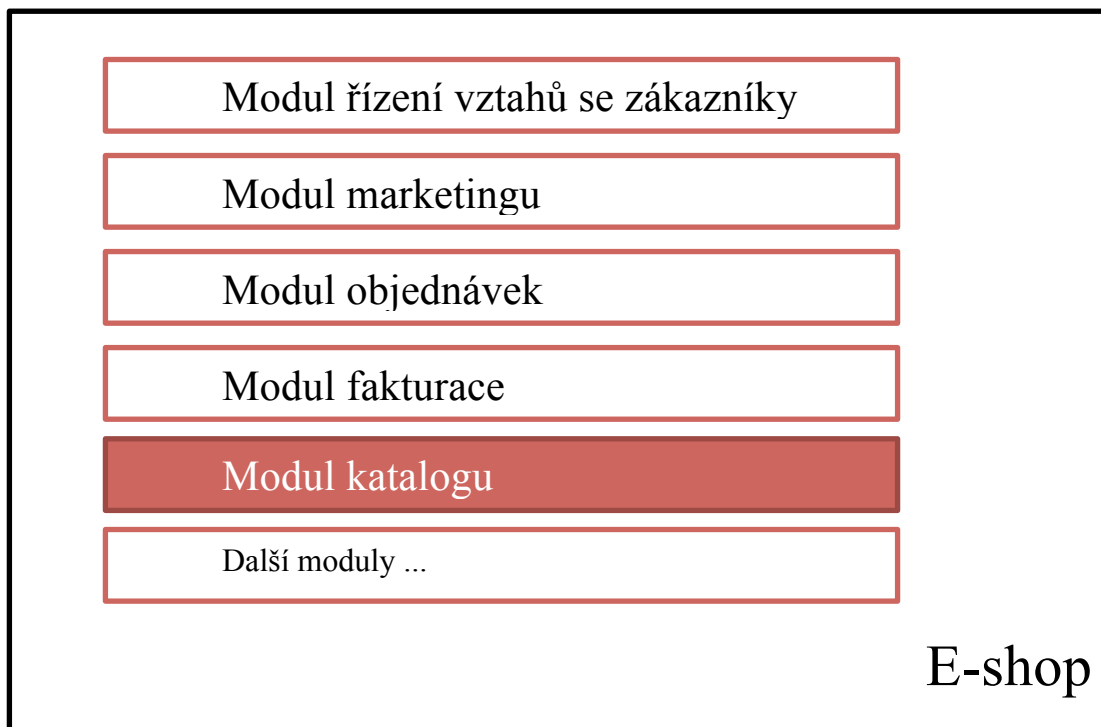 Modul řízení vztahů se zákazníky
Modul marketingu
Modul objednávek
Modul fakturace
Modul katalogu
Další moduly ...
E-shop